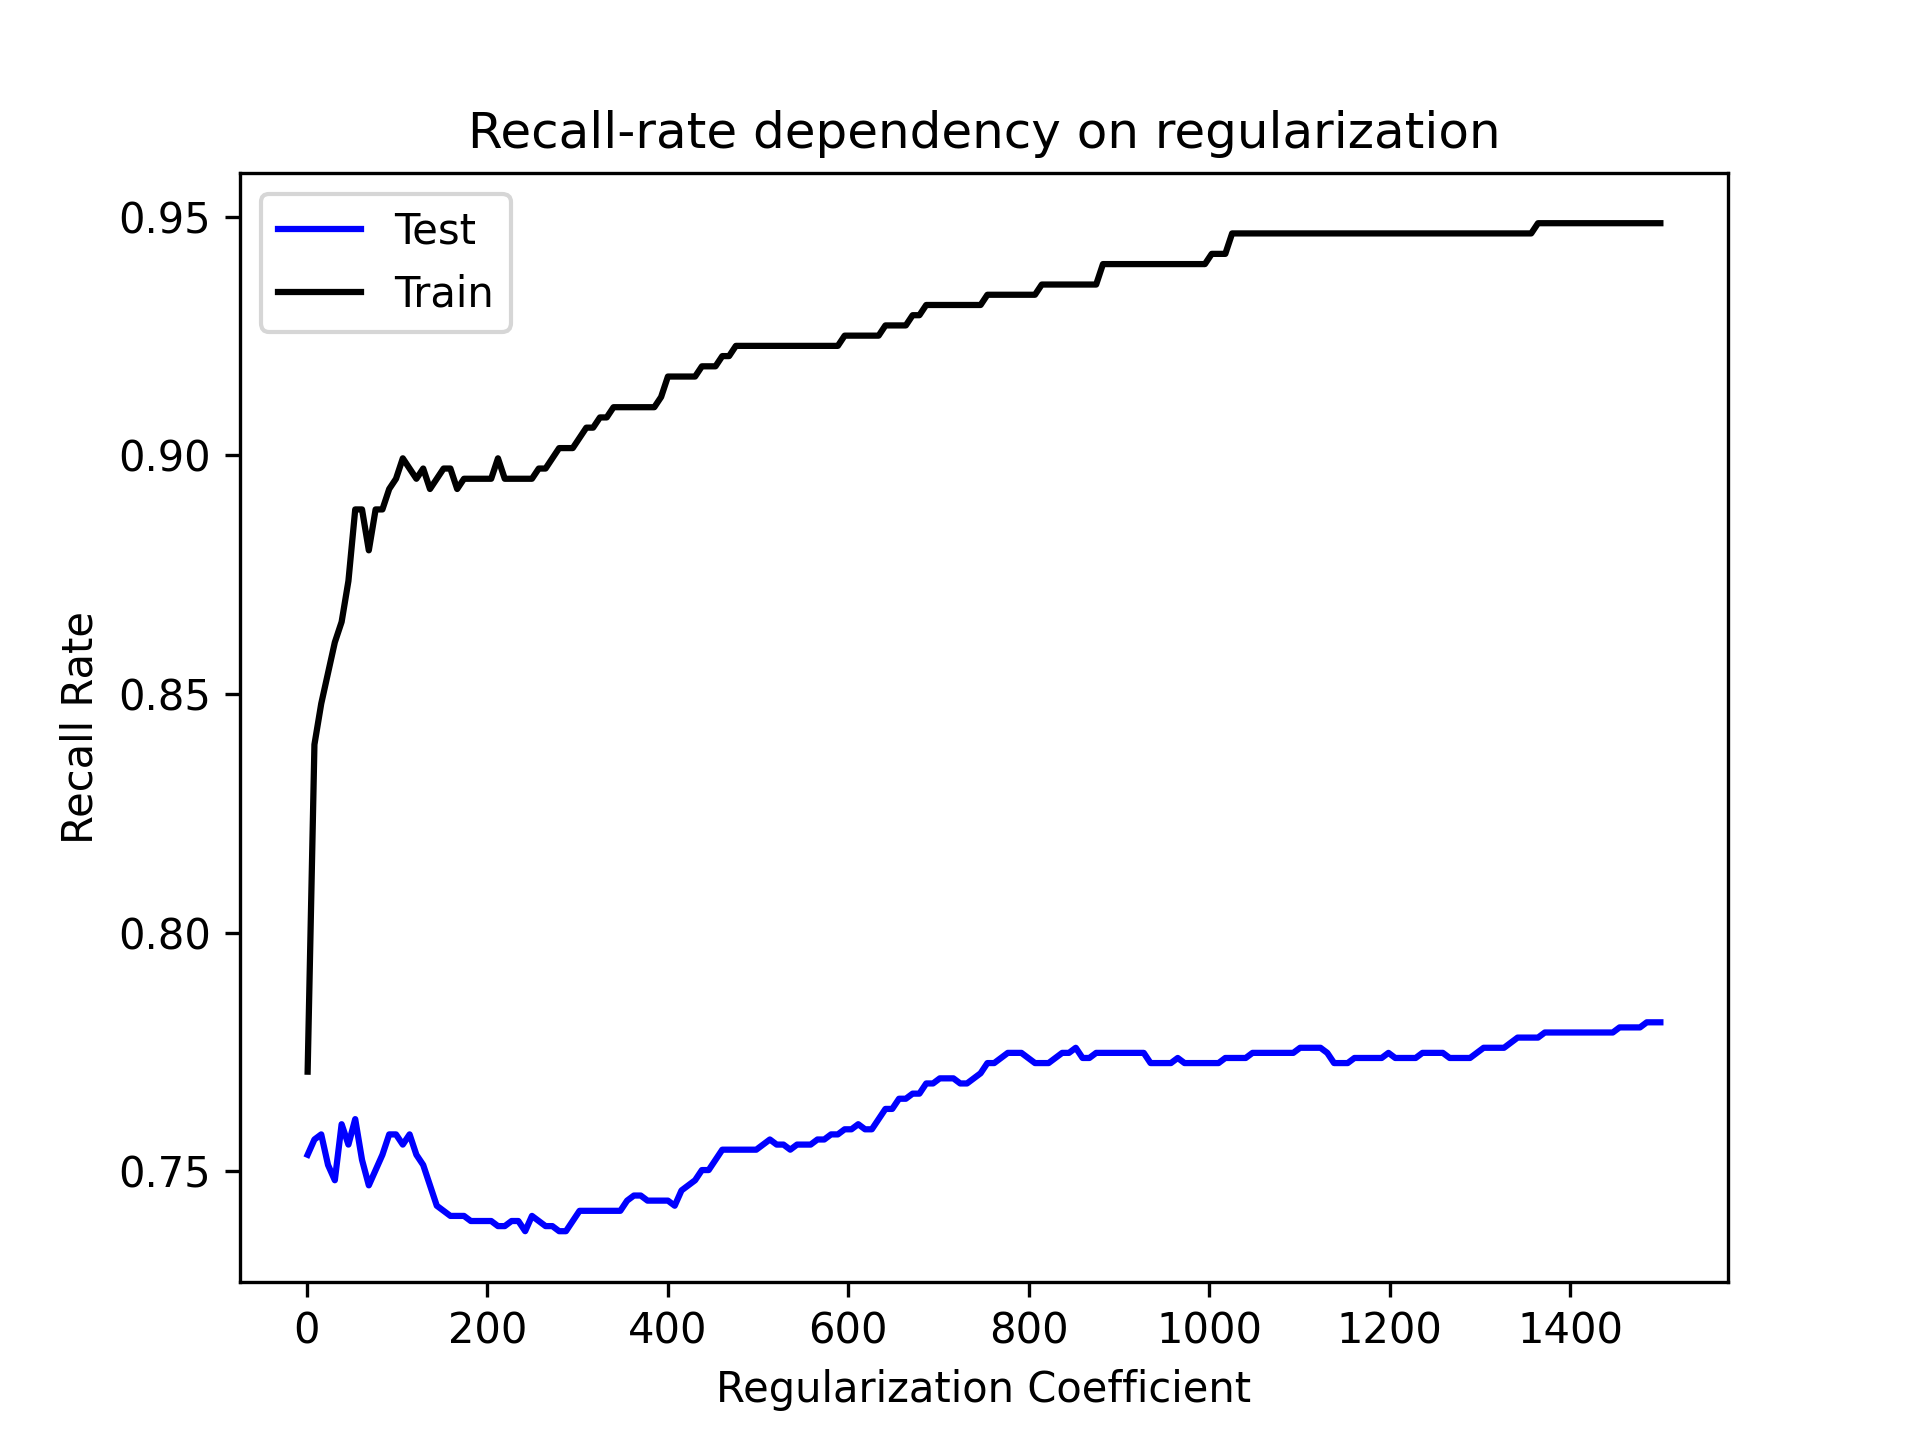 Recall-rate dependency on regularization
Test
Train
0.95
0.90
0.85
0.80
0.75
Recall Rate
0 200 400 600 800 1000 1200 1400
Regularization Coefficient